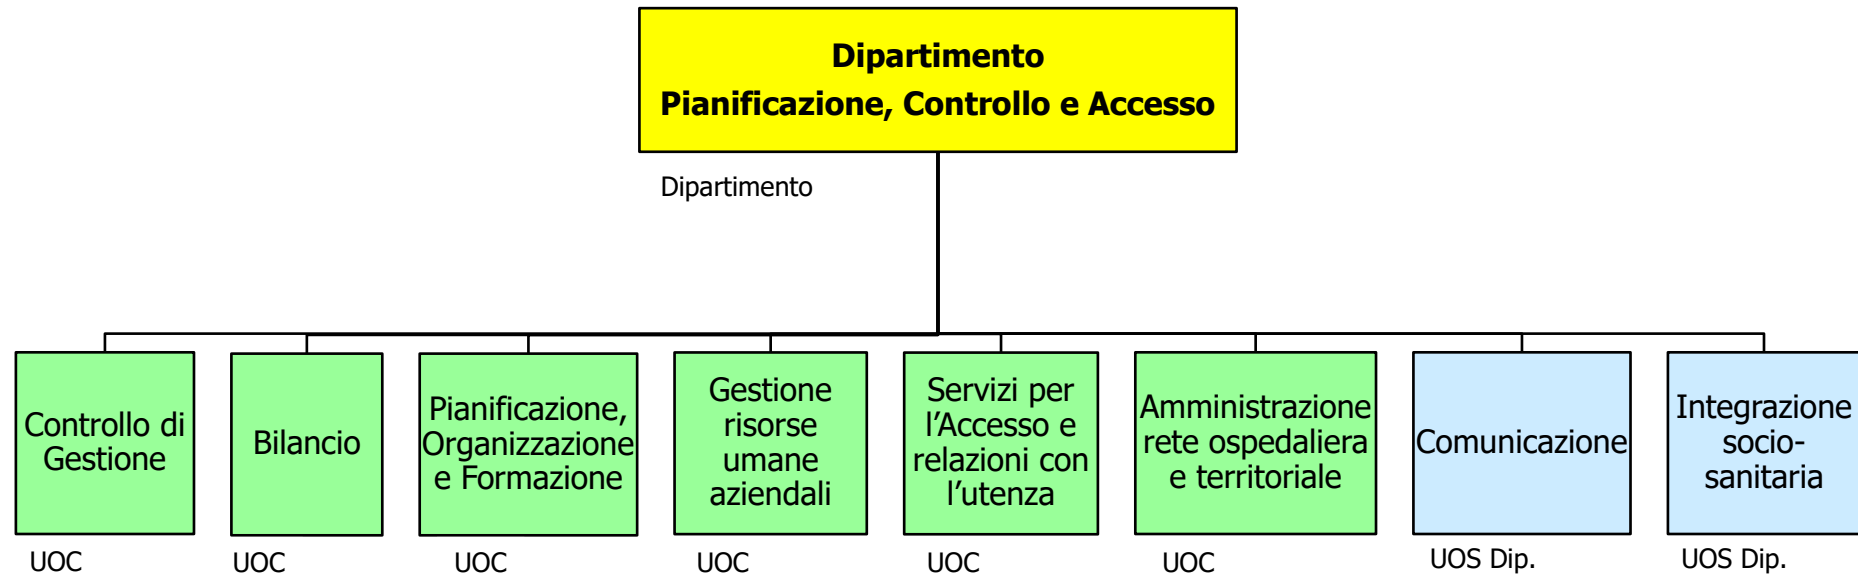 Dipartimento
Pianificazione, Controllo e Accesso
Dipartimento
Controllo di
Gestione
UOC
Bilancio
UOC
Pianificazione,
Organizzazione
e Formazione
UOC
Gestione
risorse
umane
aziendali
UOC
Servizi per
l’Accesso e
relazioni con
l’utenza
UOC
Amministrazione
rete ospedaliera
e territoriale
UOC
Comunicazione
UOS Dip.
Integrazione
socio-
sanitaria
UOS Dip.